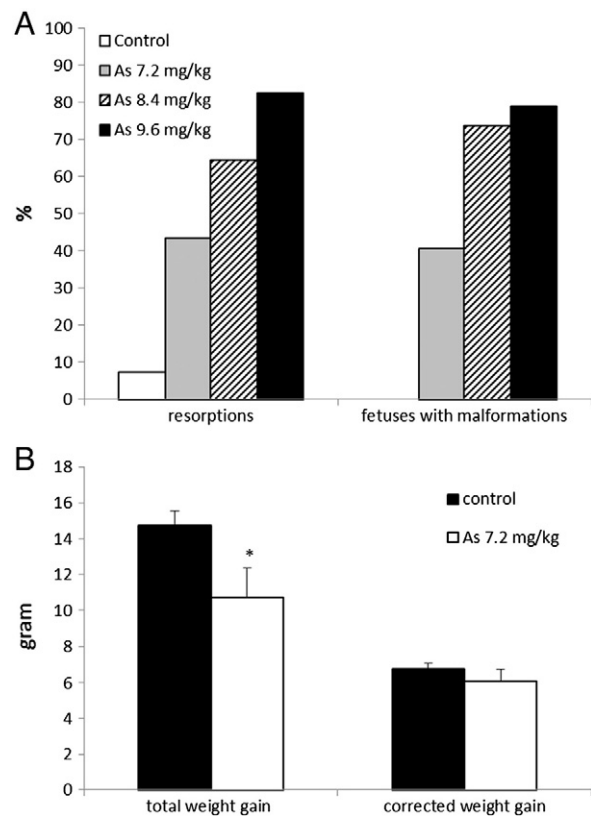 A
100
90
80
70
60
50
40
30
20
10
0
%
Control
As 7.2 mg/kg
As 8.4 mg/kg
As 9.6 mg/kg
resorptions
fetuses with malformations
B
18
16
14
12
10
8
6
4
2
0
gram
control
As 7.2 mg/kg
*
total weight gain
corrected weight gain